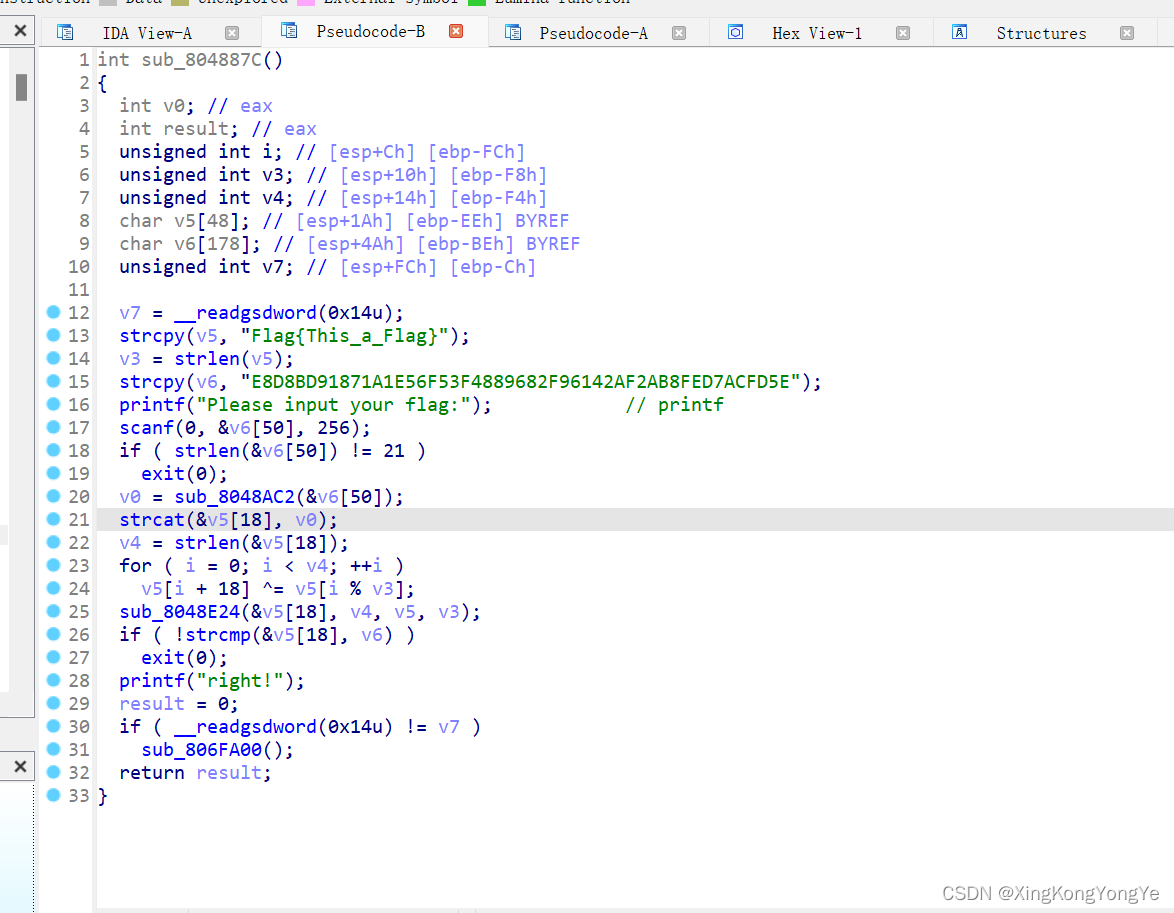 Data
Unexplored
External symbol
Lumina function
IDA View-A
Pseudocode-B
Pseudocode-A
Hex View-1
Structures
1 int sub_804887C()
2 {
3   int v0; // eax
4   int result; // eax
5   unsigned int i; // [esp+Ch] [ebp-FCh]
6   unsigned int v3; // [esp+10h] [ebp-F8h]
7   unsigned int v4; // [esp+14h] [ebp-F4h]
8   char v5[48]; // [esp+1Ah] [ebp-EEh] BYREF
9   char v6[178]; // [esp+4Ah] [ebp-BEh] BYREF
10   unsigned int v7; // [esp+FCh] [ebp-Ch]
11
12   v7 = __readgsdword(0x14u);
13   strcpy(v5, "Flag{This_a_Flag}");
14   v3 = strlen(v5);
15   strcpy(v6, "E8D8BD91871A1E56F53F4889682F96142AF2AB8FED7ACFD5E");
16   printf("Please input your flag:");            // printf
17   scanf(0, &v6[50], 256);
18   if ( strlen(&v6[50]) != 21 )
19     exit(0);
20   v0 = sub_8048AC2(&v6[50]);
21   strcat(&v5[18], v0);
22   v4 = strlen(&v5[18]);
23   for ( i = 0; i < v4; ++i )
24     v5[i + 18] ^= v5[i % v3];
25   sub_8048E24(&v5[18], v4, v5, v3);
26   if ( !strcmp(&v5[18], v6) )
27     exit(0);
28   printf("right!");
29   result = 0;
30   if ( __readgsdword(0x14u) != v7 )
31     sub_806FA00();
32   return result;
33 }
CSDN @XingKongYongYe